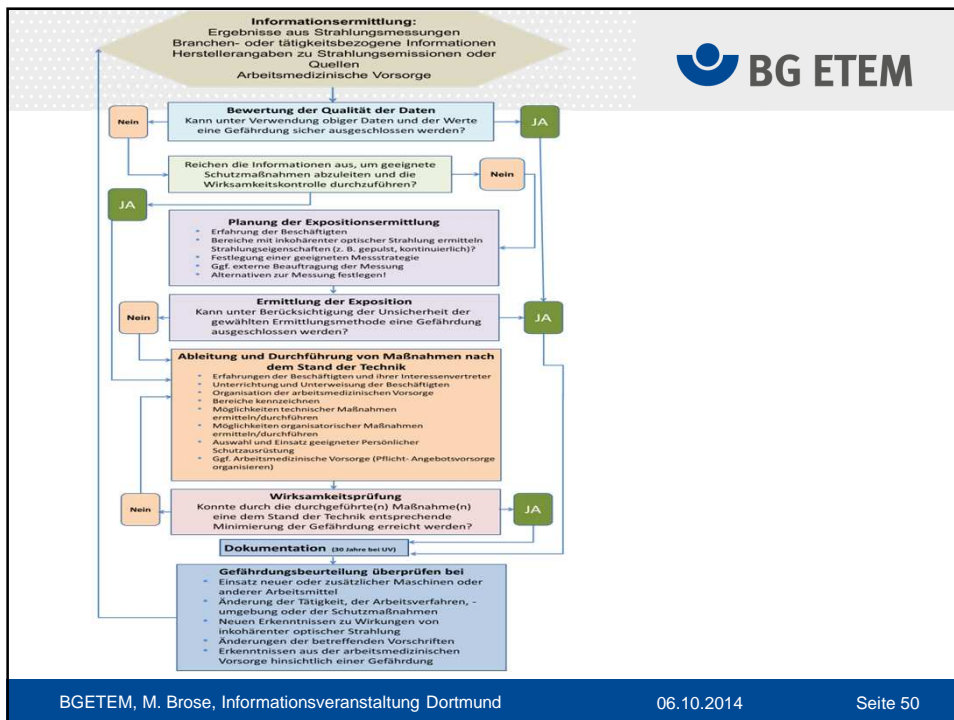 Informationsermittlung:
Ergebnisse aus Strahlungsmessungen
Branchen- oder tätigkeitsbezogene Informationen
Herstellerangaben zu Strahlungsemissionen oder
Quellen
Arbeitsmedizinische Vorsorge
BG ETEM
Bewertung der Qualität der Daten
Kann unter Verwendung obiger Daten und der Werte
eine Gefährdung sicher ausgeschlossen werden?
Nein
JA
Reichen die Informationen aus, um geeignete
Schutzmaßnahmen abzuleiten und die
Wirksamkeitskontrolle durchzuführen?
Nein
JA
Planung der Expositionsermittlung
• Erfahrung der Beschäftigten
• Bereiche mit inkohärenter optischer Strahlung ermitteln
Strahlungseigenschaften (z. B. gepulst, kontinuierlich)?
• Festlegung einer geeigneten Messstrategie
• Ggf. externe Beauftragung der Messung
• Alternativen zur Messung festlegen!
Ermittlung der Exposition
Kann unter Berücksichtigung der Unsicherheit der
gewählten Ermittlungsmethode eine Gefährdung
ausgeschlossen werden?
Nein
JA
Ableitung und Durchführung von Maßnahmen nach
dem Stand der Technik
• Erfahrungen der Beschäftigten und ihrer Interessenvertreter
• Unterrichtung und Unterweisung der Beschäftigten
• Organisation der arbeitsmedizinischen Vorsorge
• Bereiche kennzeichnen
• Möglichkeiten technischer Maßnahmen
ermitteln/durchführen
• Möglichkeiten organisatorischer Maßnahmen
ermitteln/durchführen
• Auswahl und Einsatz geeigneter Persönlicher
Schutzausrüstung
• Ggf. Arbeitsmedizinische Vorsorge (Pflicht- Angebotsvorsorge
organisieren)
Wirksamkeitsprüfung
Konnte durch die durchgeführte(n) Maßnahme(n)
eine dem Stand der Technik entsprechende
Minimierung der Gefährdung erreicht werden?
Nein
JA
Dokumentation (30 Jahre bei UV)
Gefährdungsbeurteilung überprüfen bei
• Einsatz neuer oder zusätzlicher Maschinen oder
anderer Arbeitsmittel
• Änderung der Tätigkeit, der Arbeitsverfahren, -
umgebung oder der Schutzmaßnahmen
• Neuen Erkenntnissen zu Wirkungen von
inkohärenter optischer Strahlung
• Änderungen der betreffenden Vorschriften
• Erkenntnissen aus der arbeitsmedizinischen
Vorsorge hinsichtlich einer Gefährdung
BGETEM, M. Brose, Informationsveranstaltung Dortmund
06.10.2014
Seite 50